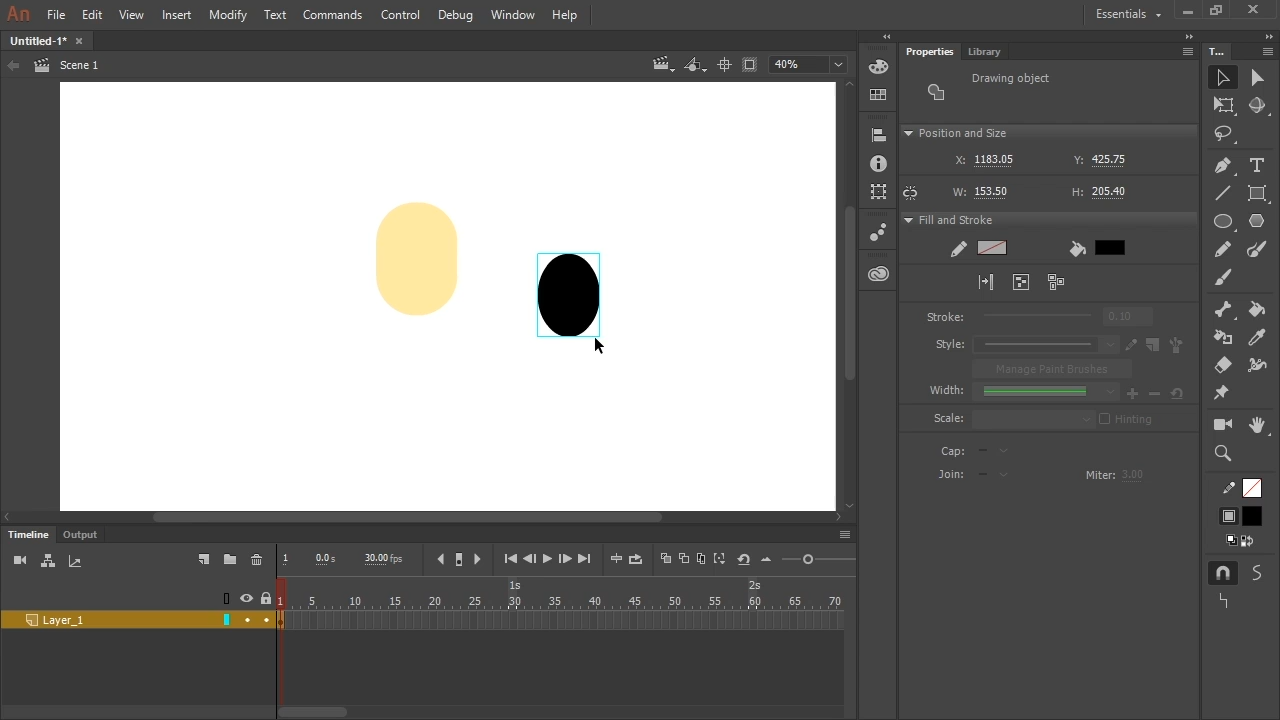 An File Edit View Insert Modify Text Commands Control Debug Window Help Essentials
Untitled-1*
Scene 1 40%
Properties Library T...
Drawing object
Position and Size
X: 1183.05 Y: 425.75
W: 153.50 H: 205.40
Fill and Stroke
Stroke: 0.10
Style:
Manage Paint Brushes
Width:
Scale: Hinting
Cap:
Join: Miter: 3.00
Timeline Output
1 0.0 s 30.00 fps
1s 2s
1 5 10 15 20 25 30 35 40 45 50 55 60 65 70
Layer_1